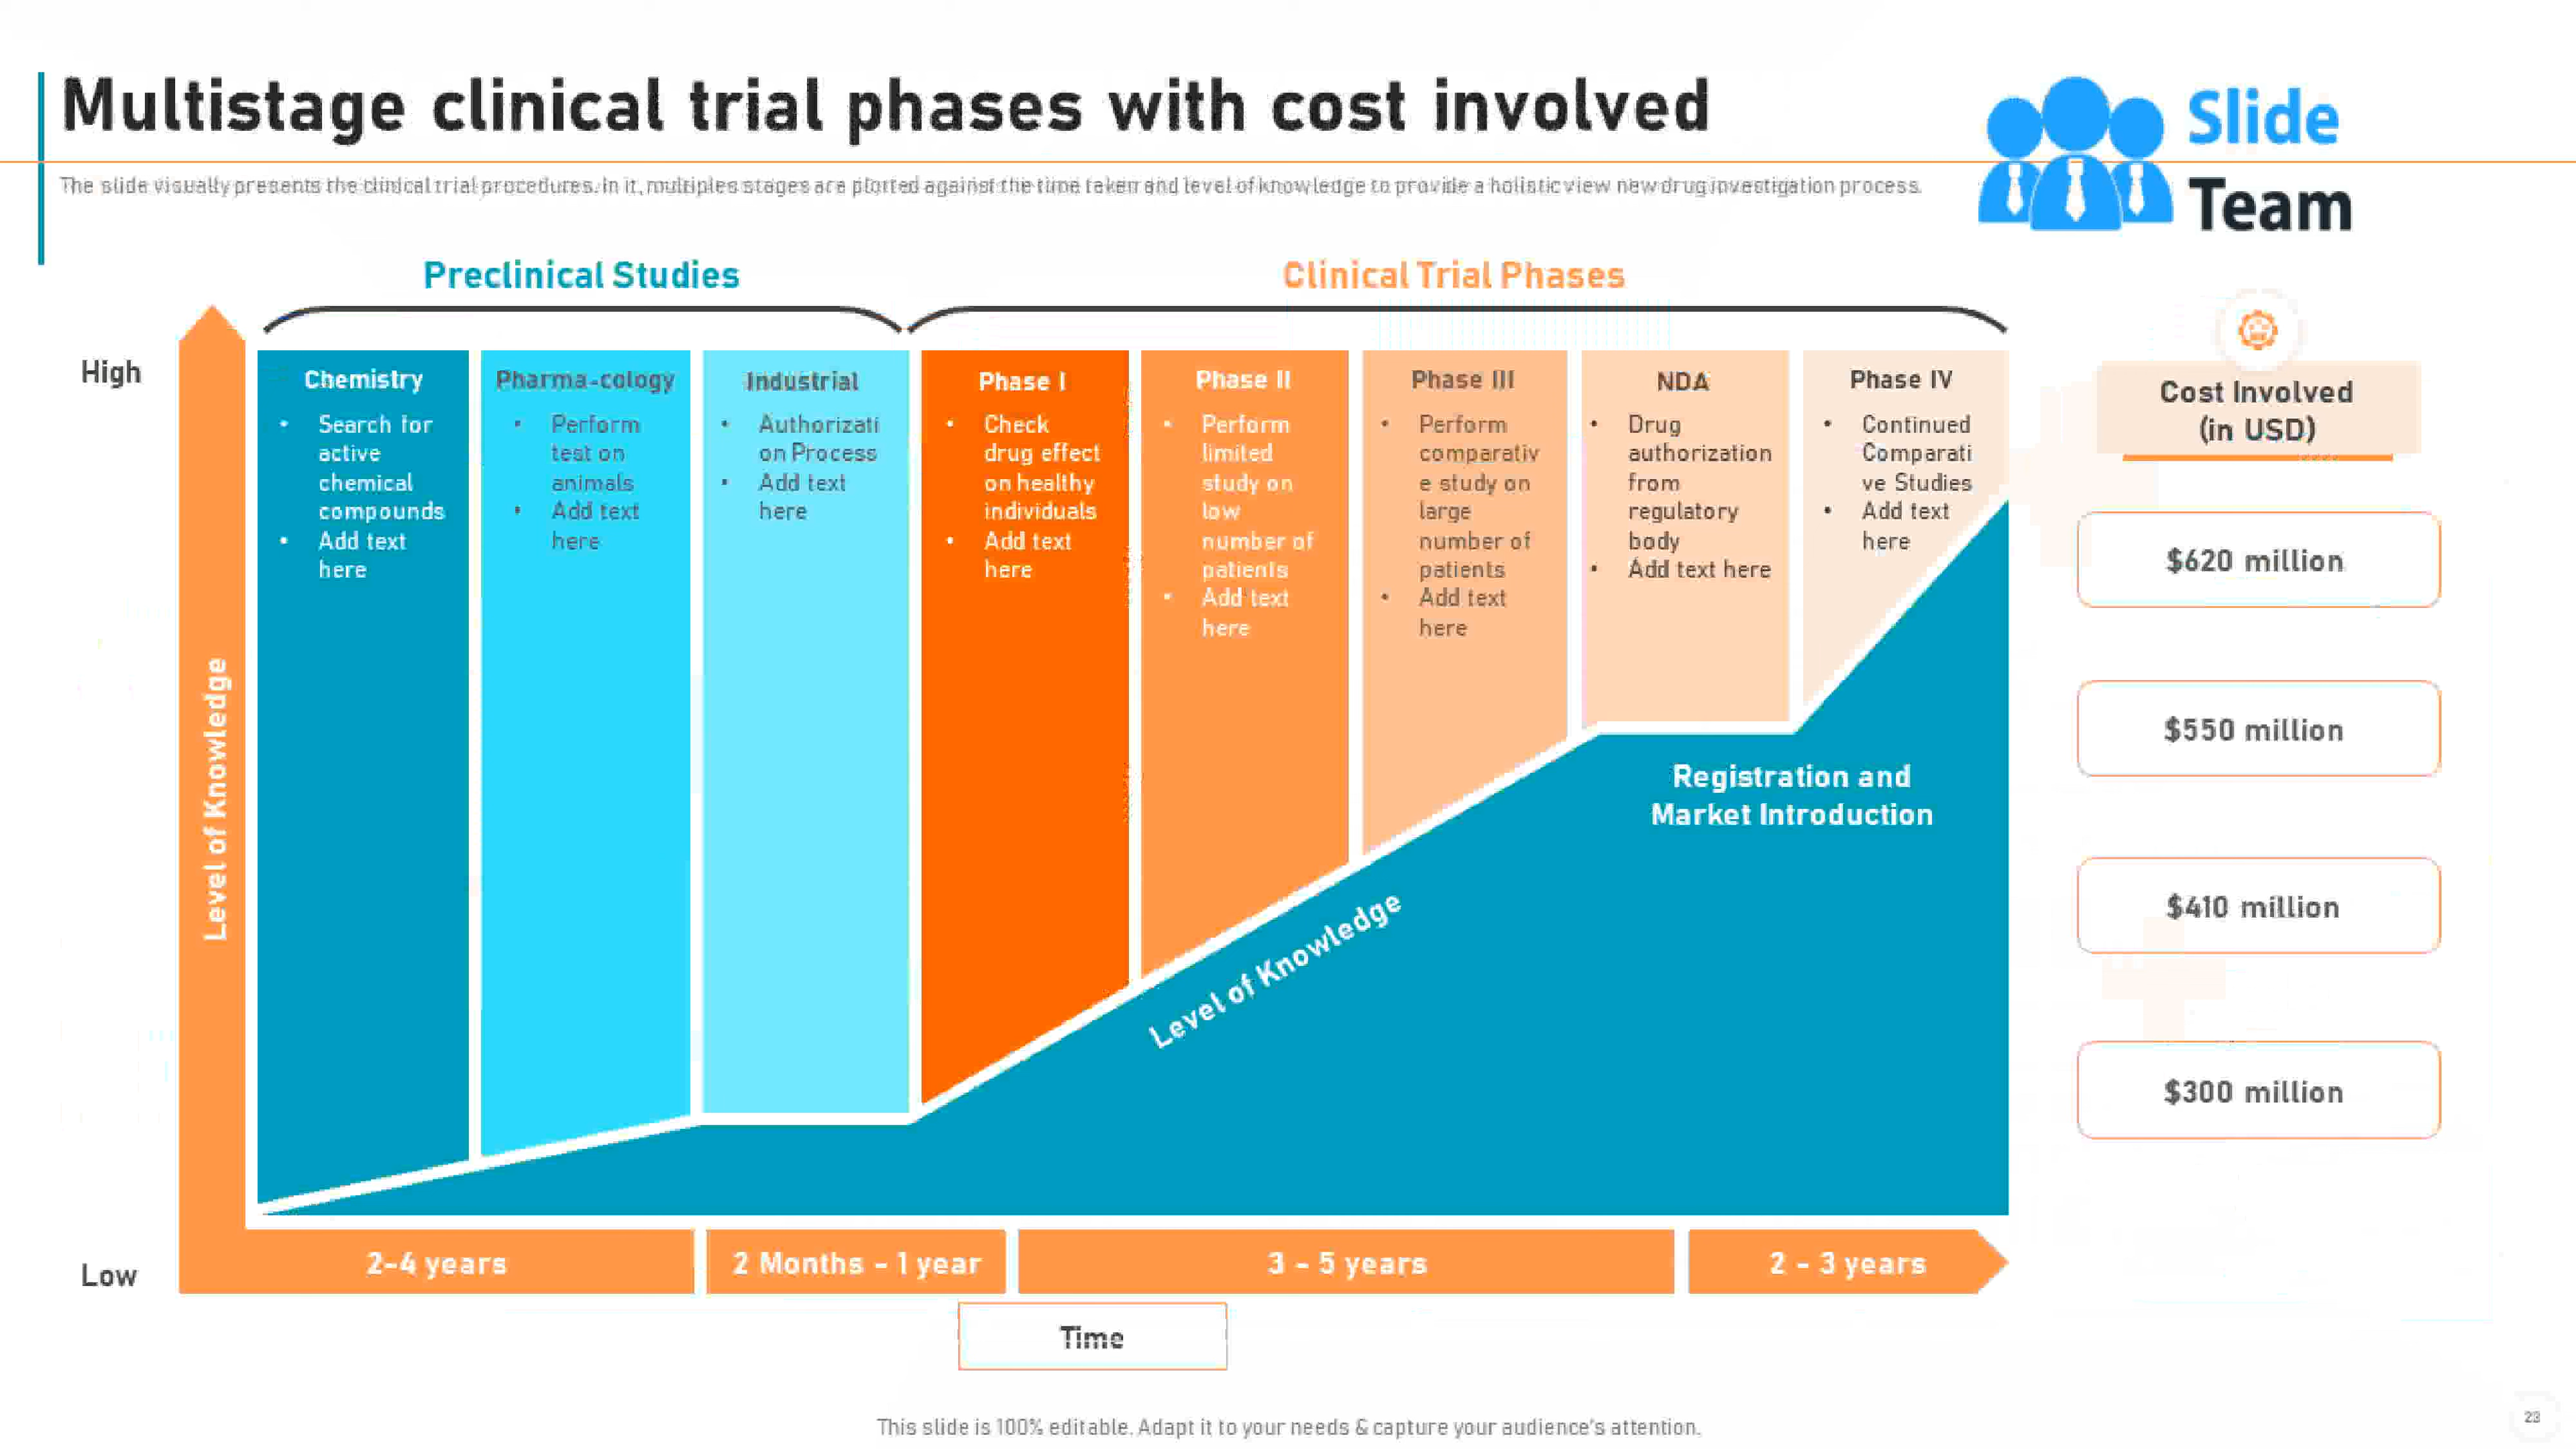 Multistage clinical trial phases with cost involved
Slide
Team
The slide visually presents the clinical trial procedures. In it, multiples stages are plotted against the time taken and level of knowledge to provide a holistic view new drug investigation process.
Preclinical Studies
Clinical Trial Phases
High
Level of Knowledge
Low
Chemistry
• Search for
active
chemical
compounds
• Add text
here
Pharma-cology
• Perform
test on
animals
• Add text
here
Industrial
• Authorizati
on Process
• Add text
here
Phase I
• Check
drug effect
on healthy
individuals
• Add text
here
Phase II
• Perform
limited
study on
low
number of
patients
• Add text
here
Phase III
• Perform
comparativ
e study on
large
number of
patients
• Add text
here
NDA
• Drug
authorization
from
regulatory
body
• Add text here
Phase IV
• Continued
Comparati
ve Studies
• Add text
here
Registration and
Market Introduction
Level of Knowledge
Cost Involved
(in USD)
$620 million
$550 million
$410 million
$300 million
2-4 years
2 Months - 1 year
3 - 5 years
2 - 3 years
Time
This slide is 100% editable. Adapt it to your needs & capture your audience's attention.
23